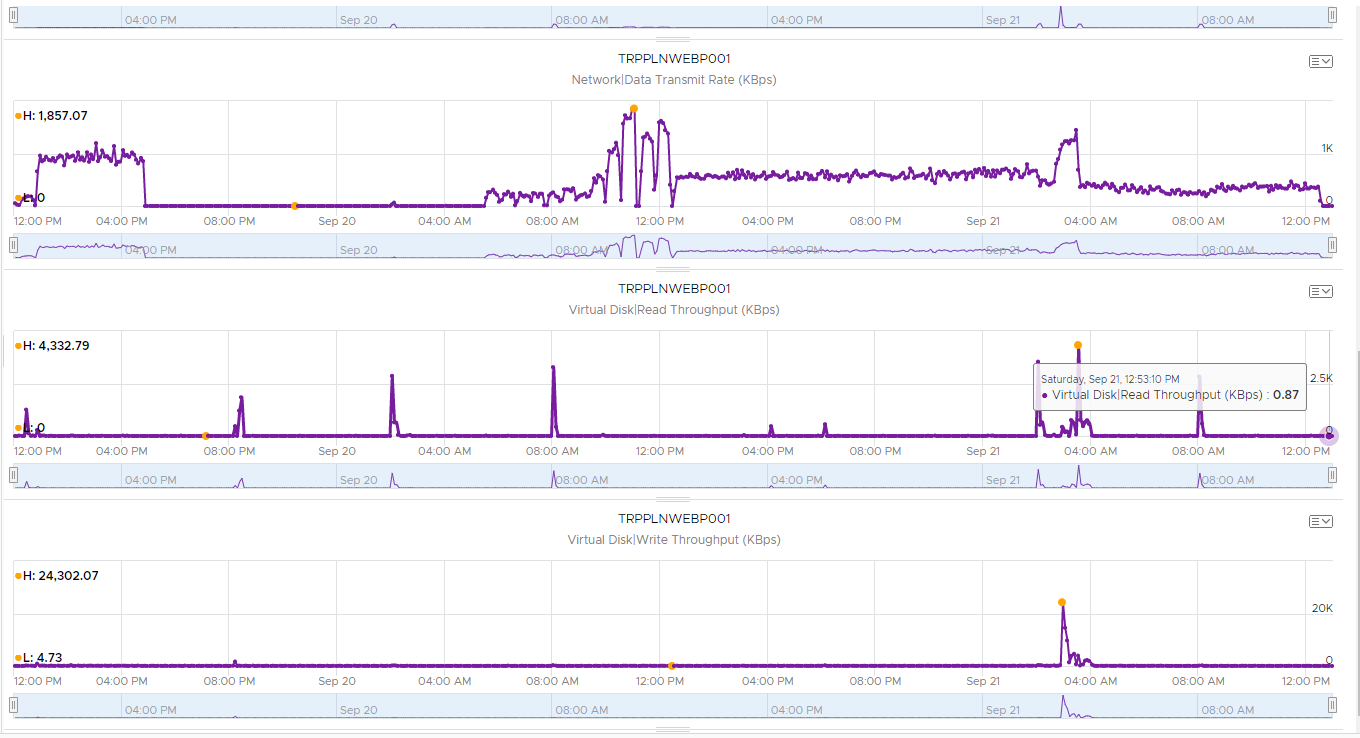 04:00 PM Sep 20 08:00 AM 04:00 PM Sep 21 08:00 AM
TRPPLNWEBP001
Network|Data Transmit Rate (KBps)
H: 1,857.07
1K
L: 0
0
12:00 PM 04:00 PM 08:00 PM Sep 20 04:00 AM 08:00 AM 12:00 PM 04:00 PM 08:00 PM Sep 21 04:00 AM 08:00 AM 12:00 PM
04:00 PM Sep 20 08:00 AM 04:00 PM Sep 21 08:00 AM
TRPPLNWEBP001
Virtual Disk|Read Throughput (KBps)
H: 4,332.79
2.5K
Saturday, Sep 21, 12:53:10 PM
Virtual Disk|Read Throughput (KBps) : 0.87
L: 0
0
12:00 PM 04:00 PM 08:00 PM Sep 20 04:00 AM 08:00 AM 12:00 PM 04:00 PM 08:00 PM Sep 21 04:00 AM 08:00 AM 12:00 PM
04:00 PM Sep 20 08:00 AM 04:00 PM Sep 21 08:00 AM
TRPPLNWEBP001
Virtual Disk|Write Throughput (KBps)
H: 24,302.07
20K
L: 4.73
0
12:00 PM 04:00 PM 08:00 PM Sep 20 04:00 AM 08:00 AM 12:00 PM 04:00 PM 08:00 PM Sep 21 04:00 AM 08:00 AM 12:00 PM
04:00 PM Sep 20 08:00 AM 04:00 PM Sep 21 08:00 AM